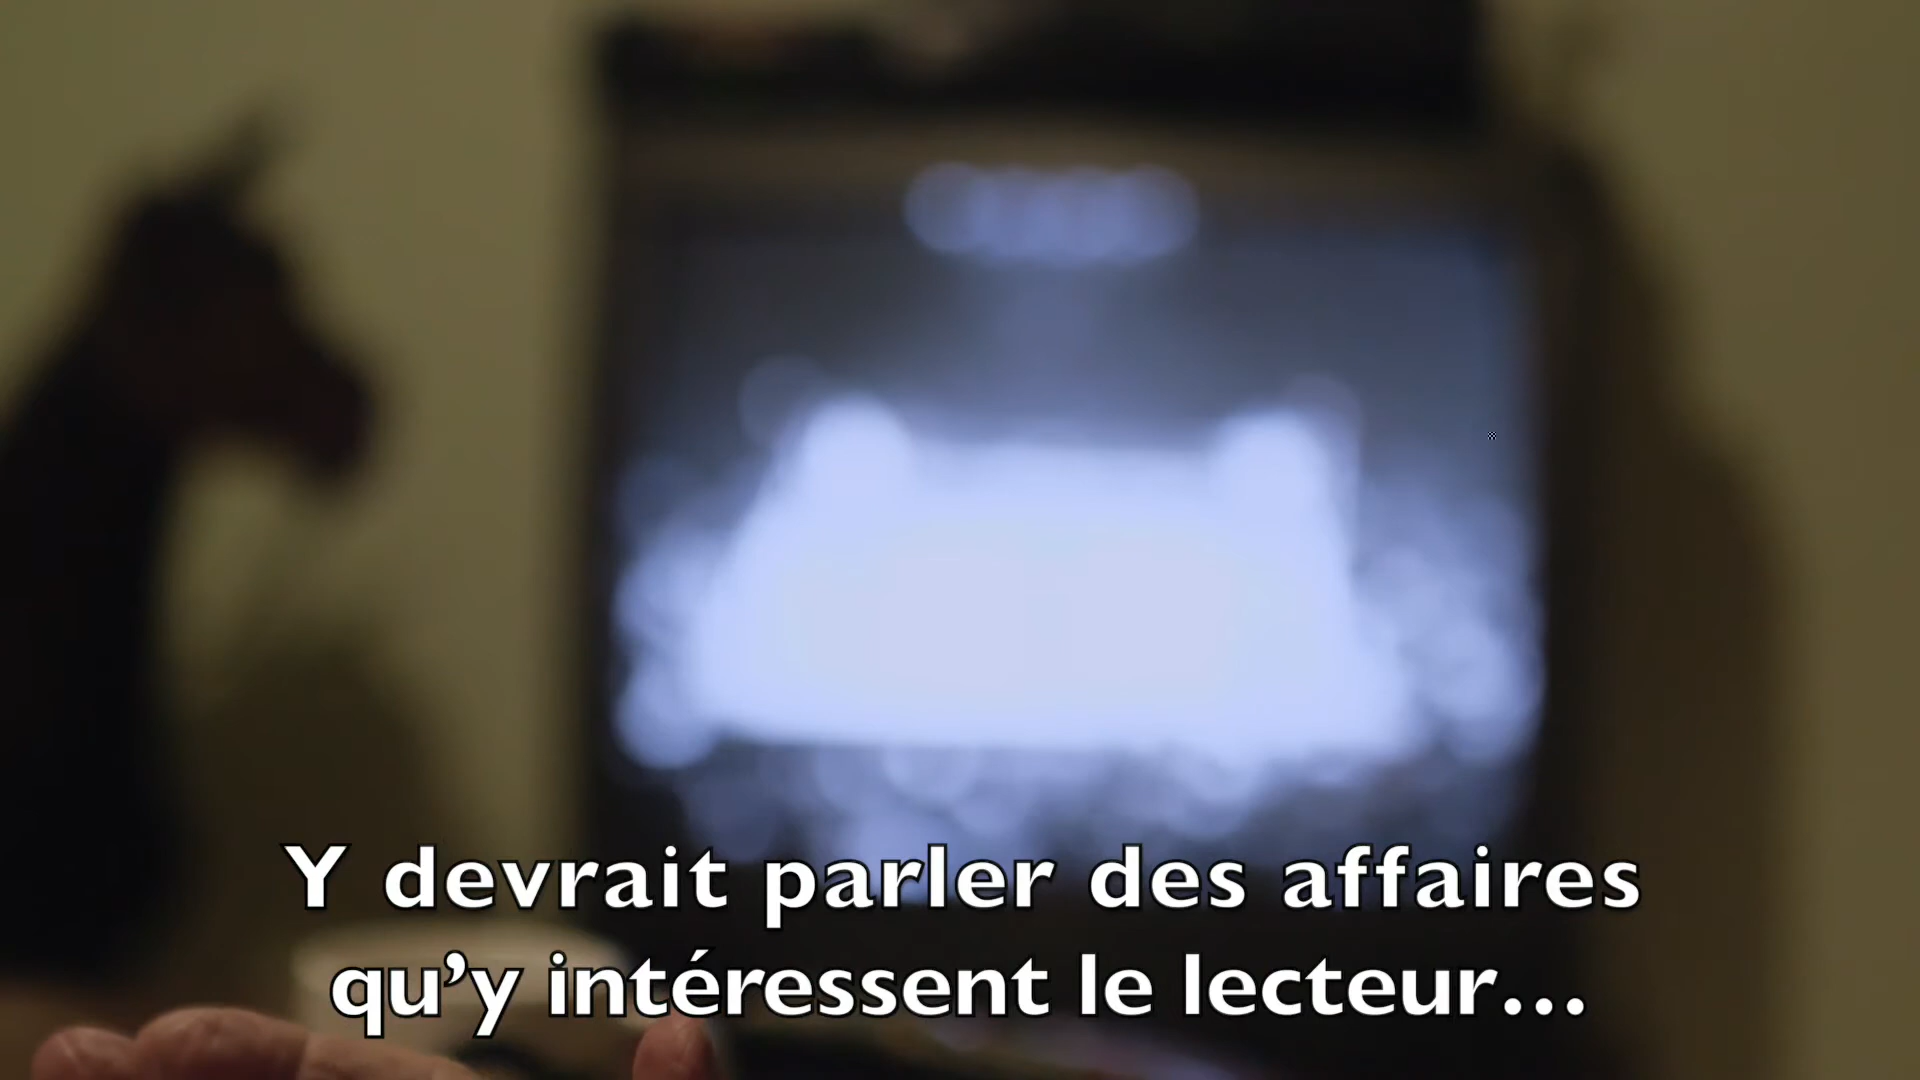 Y devrait parler des affaires
qu’y intéressent le lecteur…